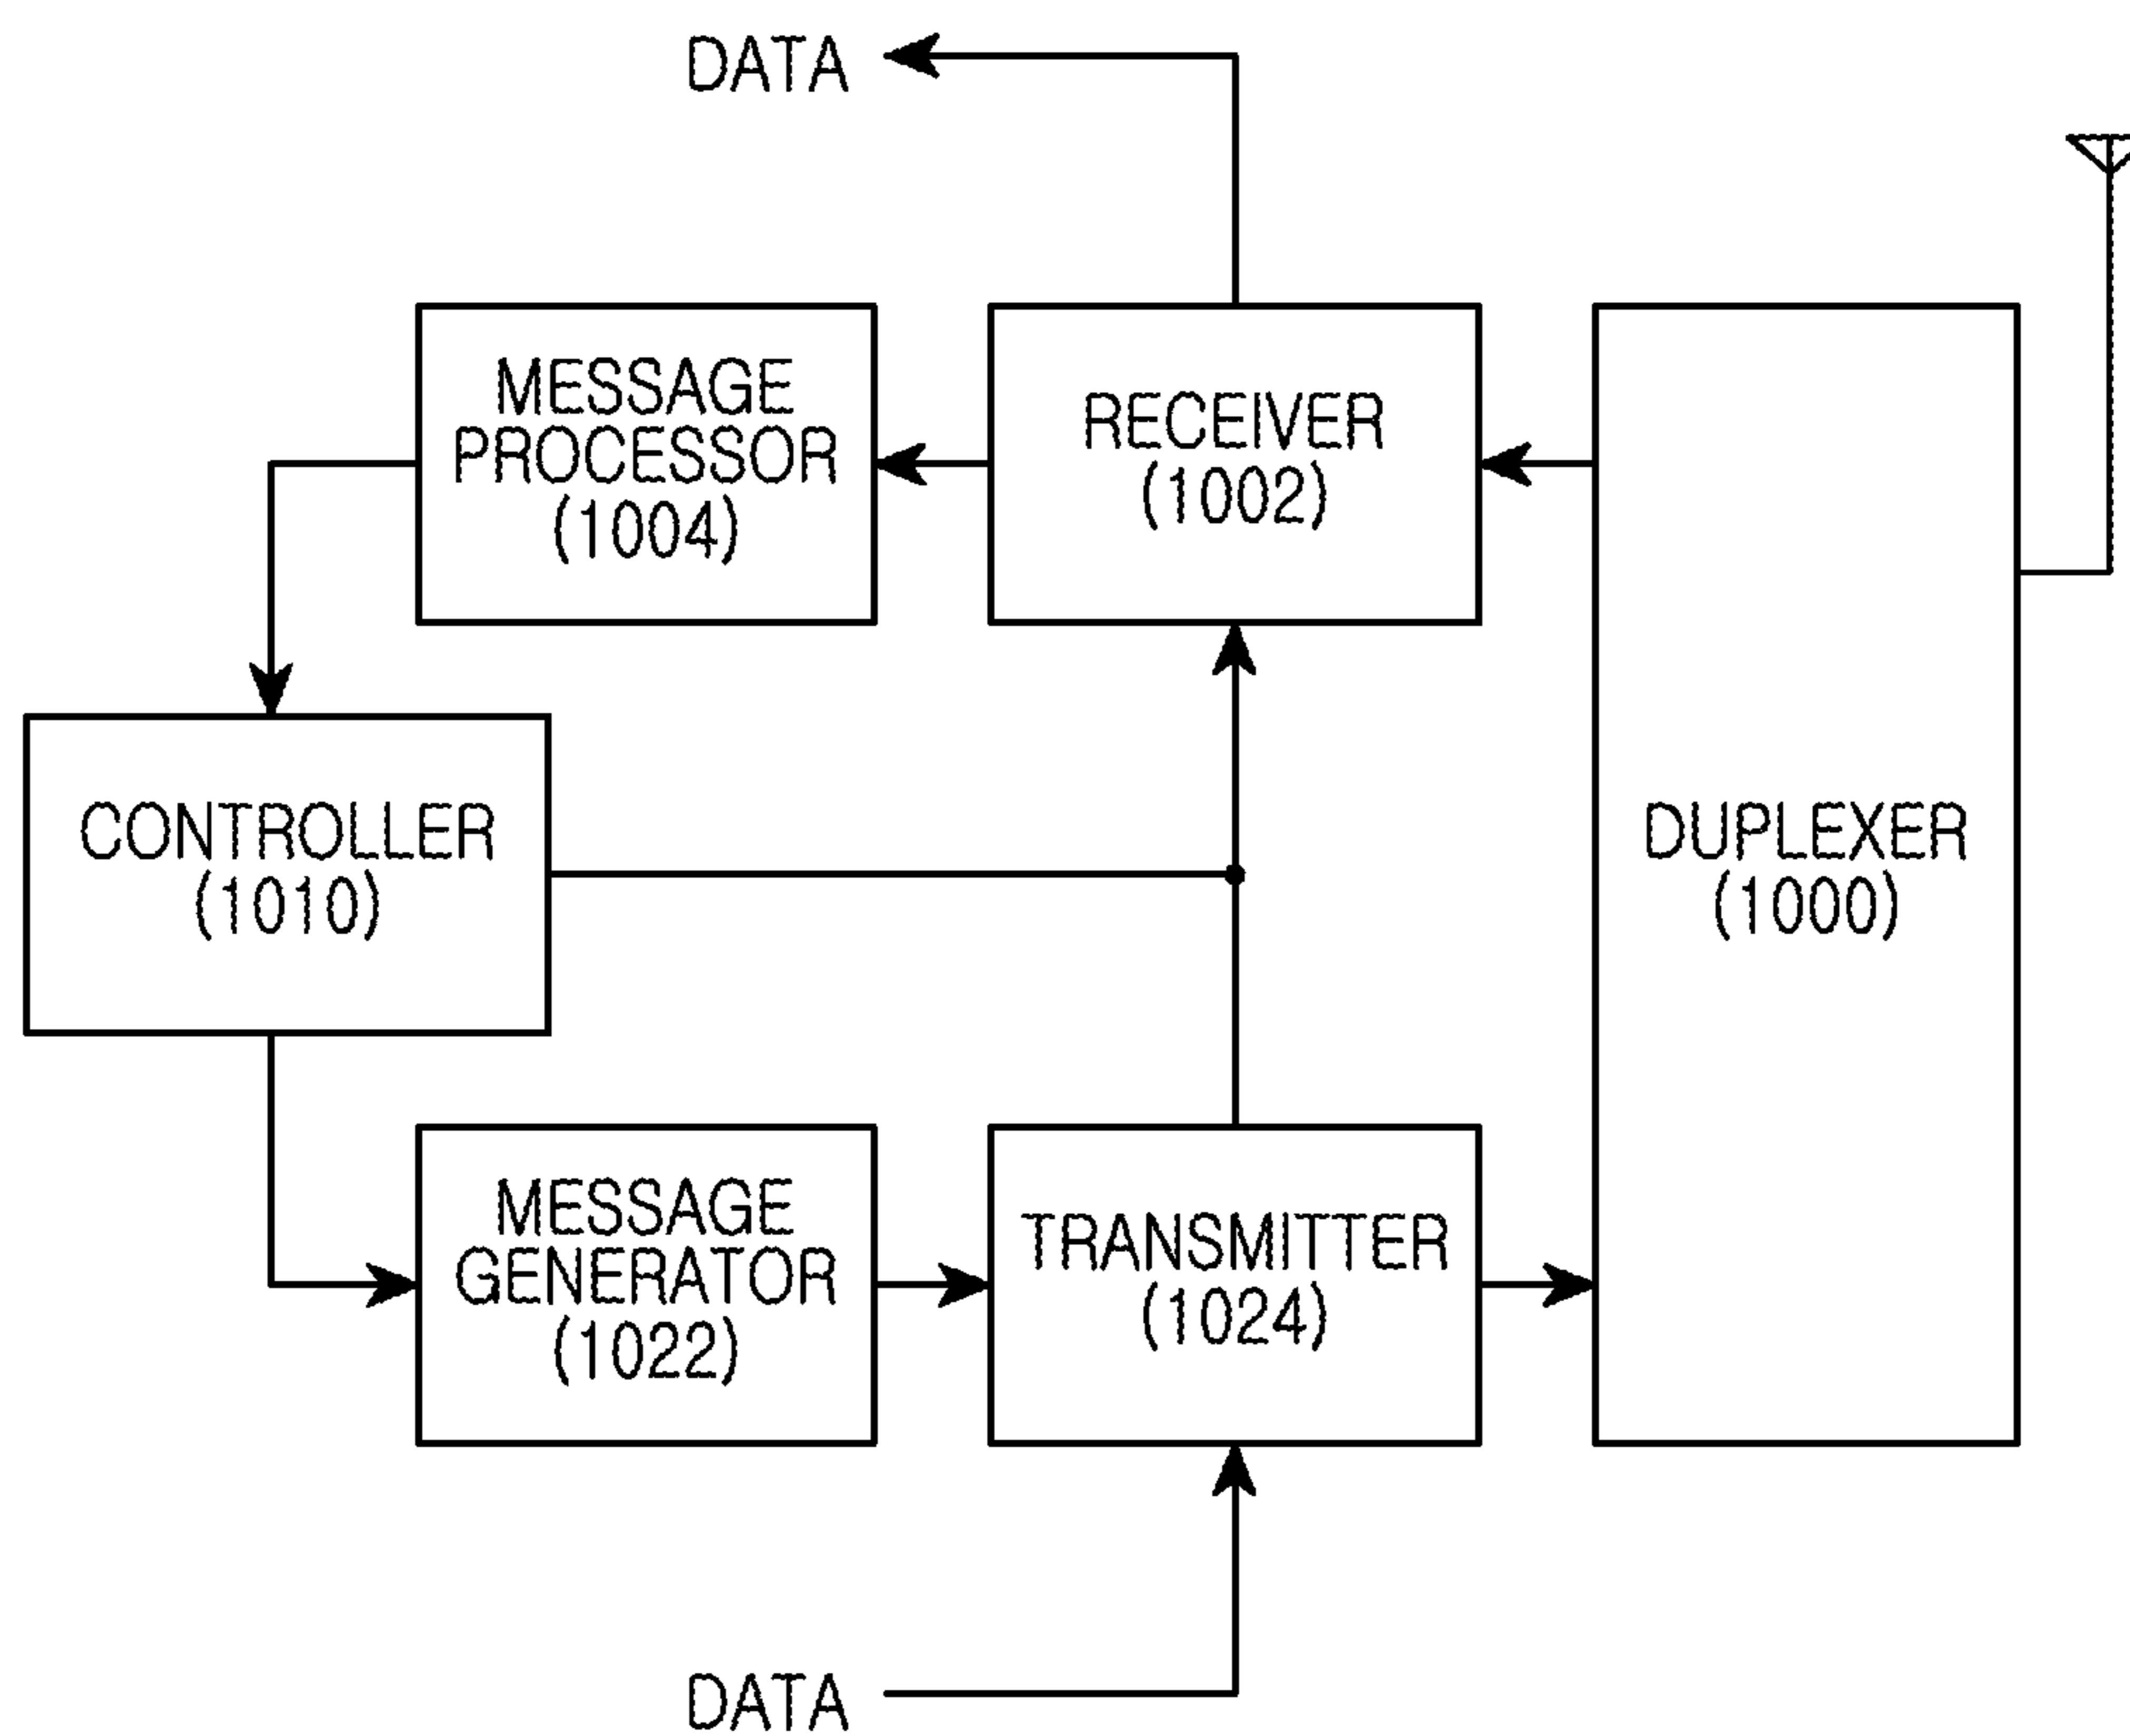 DATA
MESSAGE
PROCESSOR
(1004)
RECEIVER
(1002)
CONTROLLER
(1010)
DUPLEXER
(1000)
MESSAGE
GENERATOR
(1022)
TRANSMITTER
(1024)
DATA